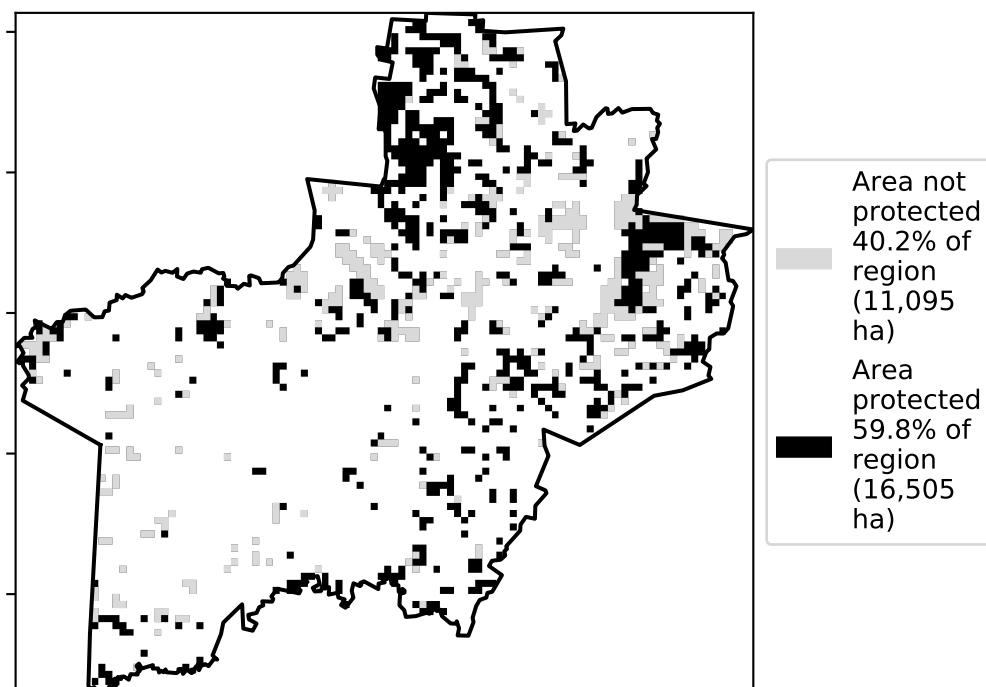 Area not
protected
40.2% of
region
(11,095
ha)
Area
protected
59.8% of
region
(16,505
ha)